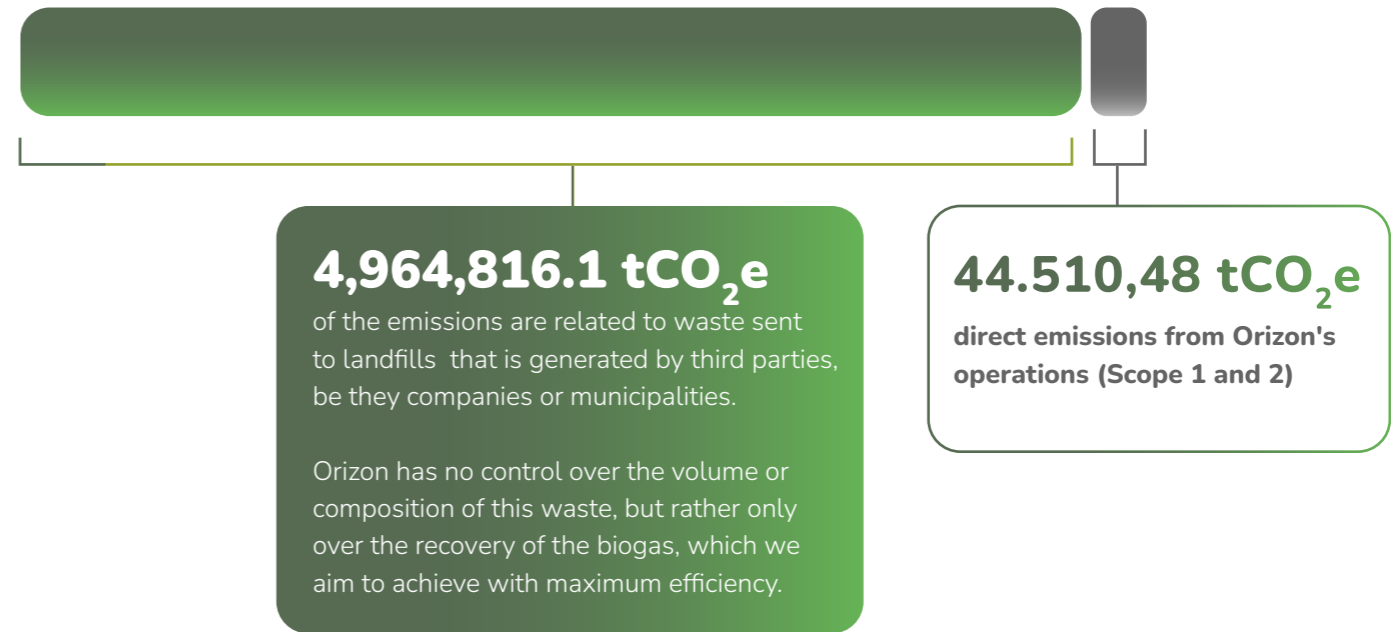 4,964,816.1 tCO₂e
of the emissions are related to waste sent
to landfills that is generated by third parties,
be they companies or municipalities.
Orizon has no control over the volume or
composition of this waste, but rather only
over the recovery of the biogas, which we
aim to achieve with maximum efficiency.
44.510,48 tCO₂e
direct emissions from Orizon's
operations (Scope 1 and 2)